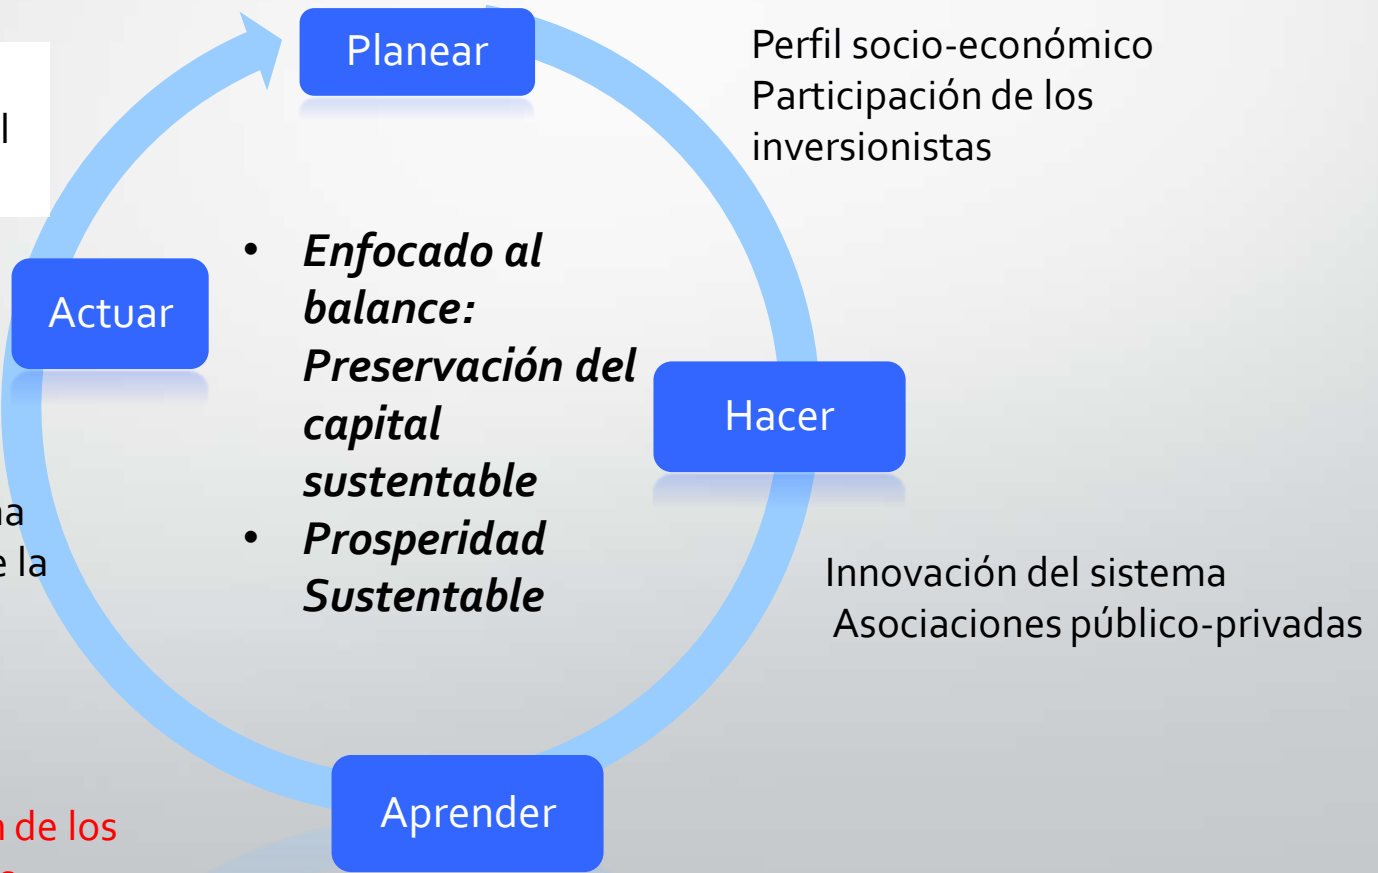 Planear
Perfil socio-económico
Participación de los
inversionistas
l
Actuar
• Enfocado al
balance:
Preservación del
capital
sustentable
• Prosperidad
Sustentable
Hacer
e la
Innovación del sistema
Asociaciones público-privadas
Aprender
de los